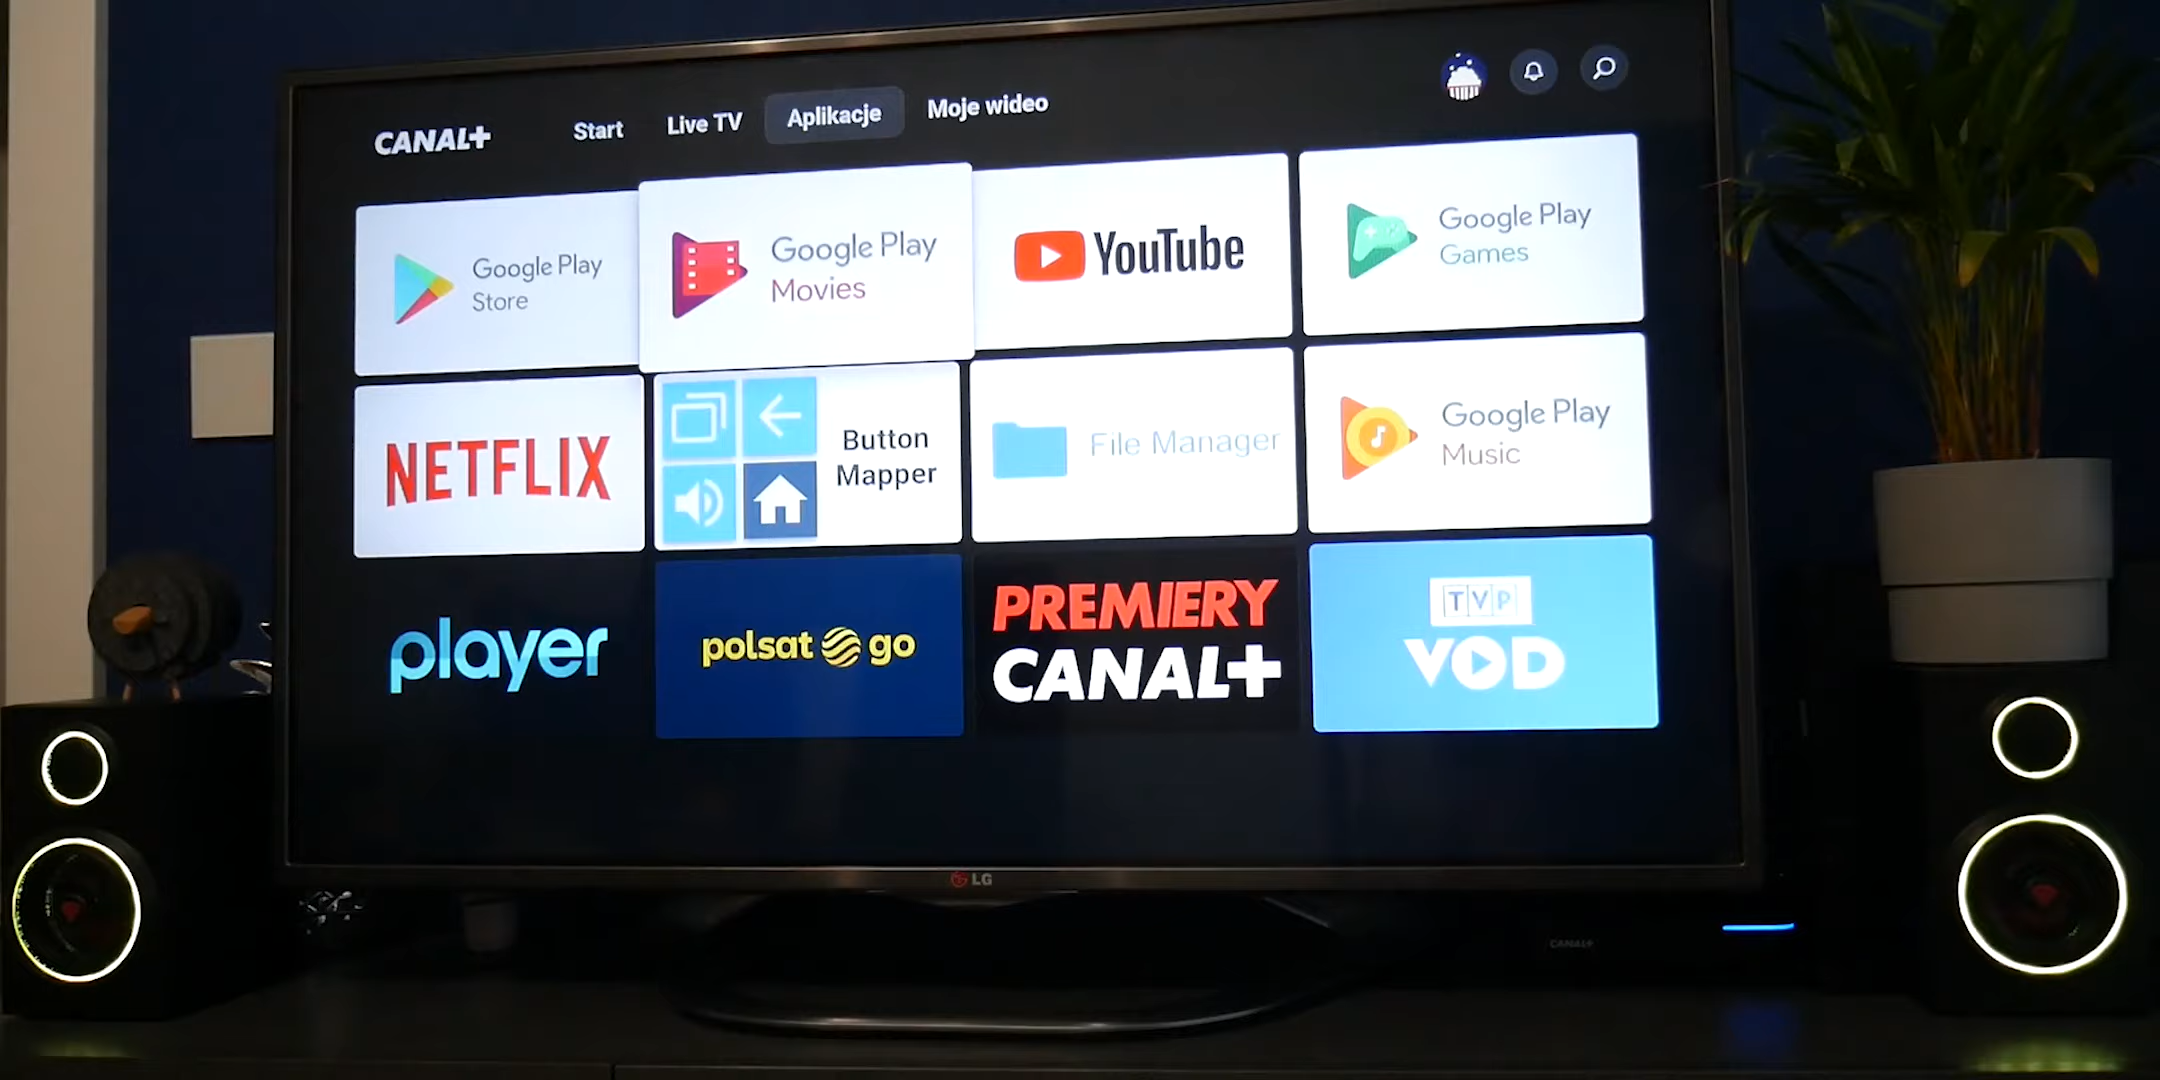 CANAL+
Start
Live TV
Aplikacje
Moje wideo
Google Play
Store
Google Play
Movies
YouTube
Google Play
Games
NETFLIX
Button
Mapper
File Manager
Google Play
Music
player
polsat go
PREMIERY
CANAL+
TVP
VOD
LG
CANAL+